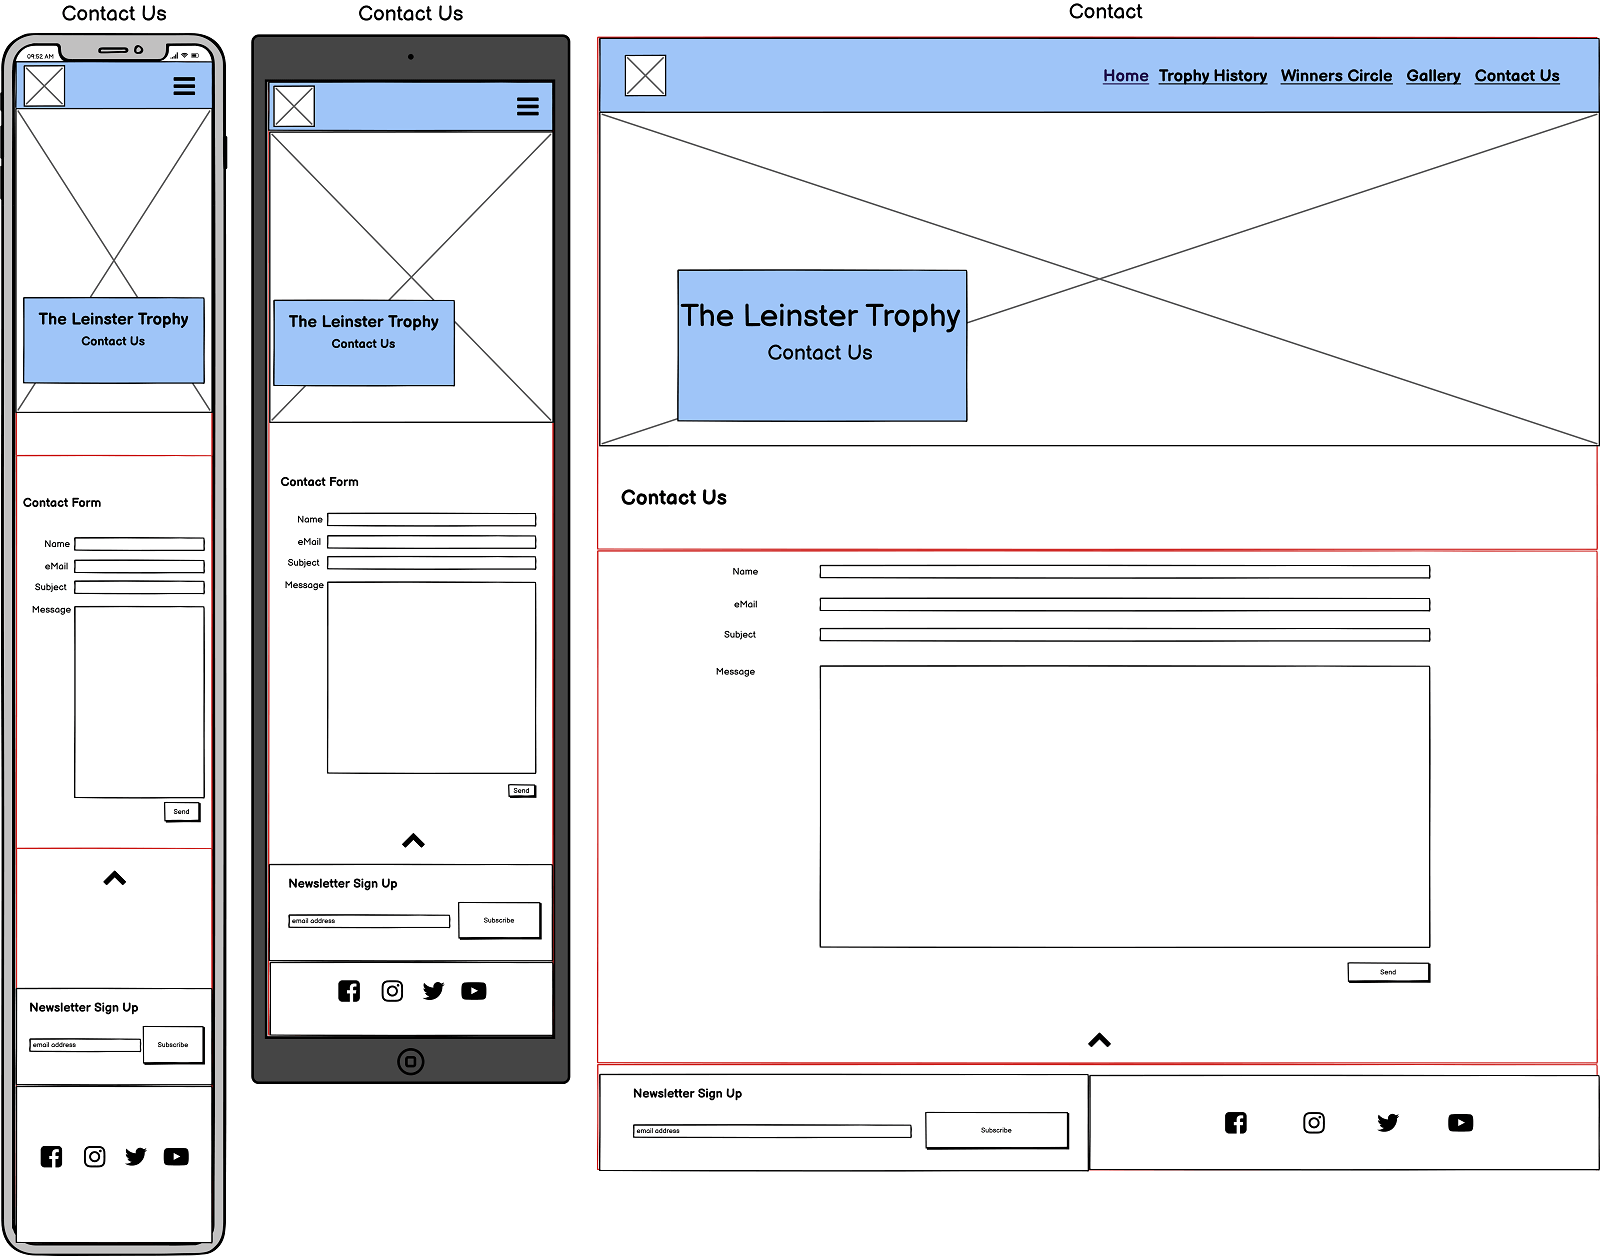 Contact Us
09:52 AM
The Leinster Trophy
Contact Us
Contact Form
Name
eMail
Subject
Message
Send
Newsletter Sign Up
email address
Subscribe
Contact Us
The Leinster Trophy
Contact Us
Contact Form
Name
eMail
Subject
Message
Send
Newsletter Sign Up
email address
Subscribe
Contact
Home Trophy History Winners Circle Gallery Contact Us
The Leinster Trophy
Contact Us
Contact Us
Name
eMail
Subject
Message
Send
Newsletter Sign Up
email address
Subscribe